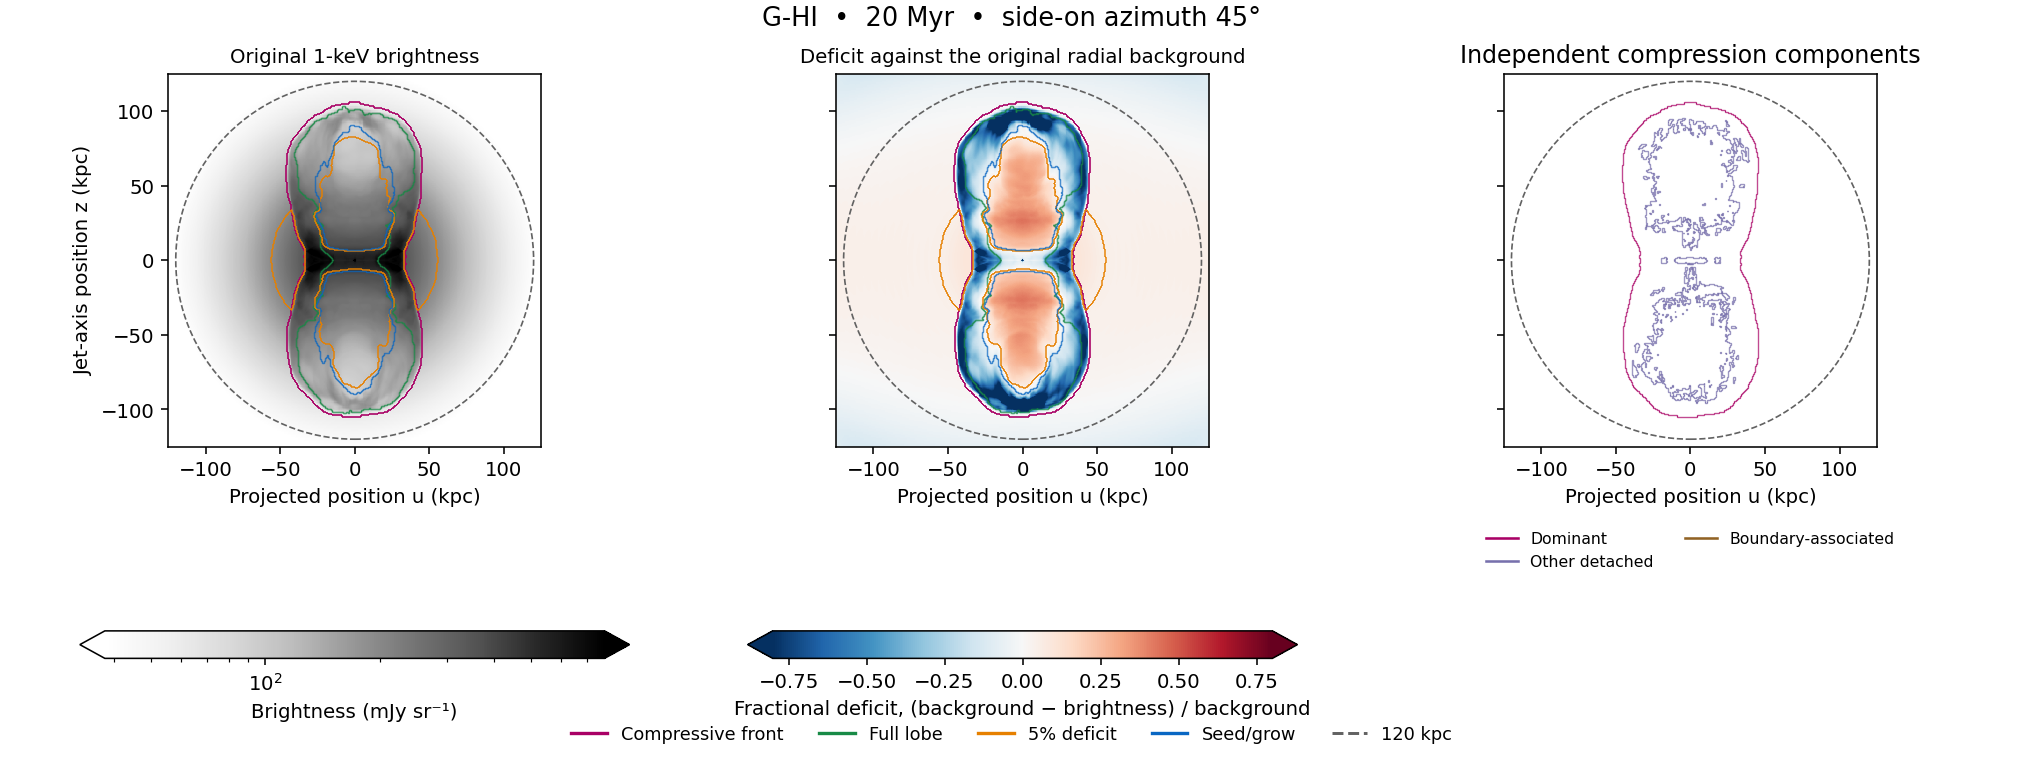 G-HI • 20 Myr • side-on azimuth 45°
Original 1-keV brightness
Deficit against the original radial background
Independent compression components
Jet-axis position z (kpc)
100
50
0
−50
−100
−100 −50 0 50 100
−100 −50 0 50 100
−100 −50 0 50 100
Projected position u (kpc)
Projected position u (kpc)
Projected position u (kpc)
Dominant
Boundary-associated
Other detached
10²
Brightness (mJy sr⁻¹)
−0.75 −0.50 −0.25 0.00 0.25 0.50 0.75
Fractional deficit, (background − brightness) / background
Compressive front
Full lobe
5% deficit
Seed/grow
120 kpc